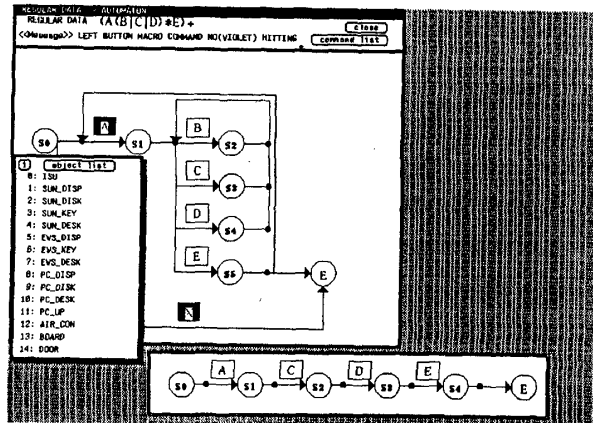 REGULAR DATA - AUTOMATON
REGULAR DATA (A(B|C|D)*E)+
close
<<Message>> LEFT BUTTON MACRO COMMAND NO(VIOLET) HITTING
command list
A
B
S0
S1
S2
C
S3
D
S4
E
S5
E
N
1 object list
0: ISU
1: SUN_DISP
2: SUN_DISK
3: SUN_KEY
4: SUN_DESK
5: EWS_DISP
6: EWS_KEY
7: EWS_DESK
8: PC_DISP
9: PC_DISK
10: PC_DESK
11: PC_UP
12: AIR_CON
13: BOARD
14: DOOR
A
C
D
E
S0
S1
S2
S3
S4
E